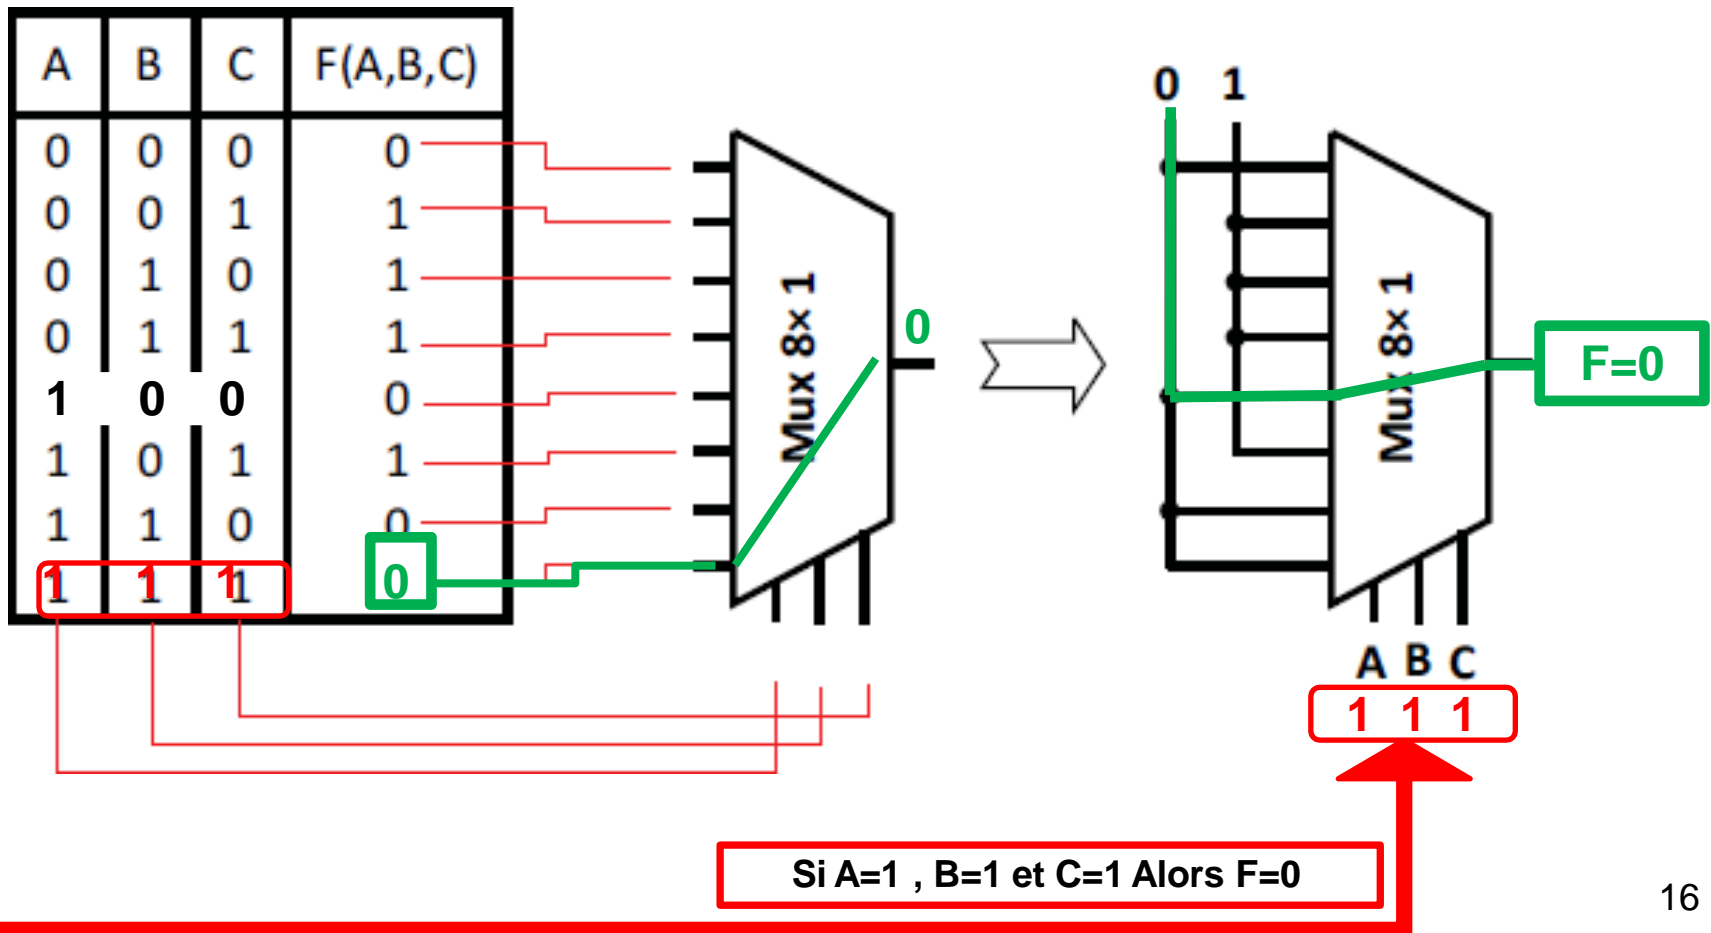 A B C F(A,B,C)
0 0 0 0
0 0 1 1
0 1 0 1
0 1 1 1
1 0 0 0
1 0 1 1
1 1 0 0
1 1 1 0
Mux 8× 1
0
0 1
Mux 8× 1
F=0
A B C
1 1 1
Si A=1 , B=1 et C=1 Alors F=0
16